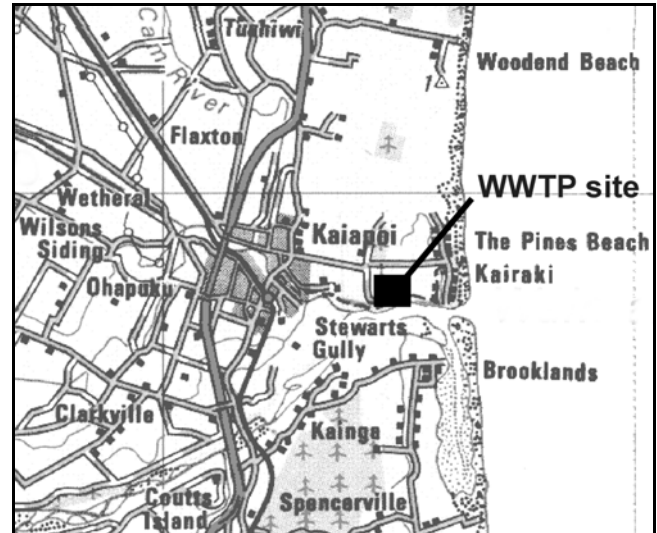 Tuahiwi
Cam River
Woodend Beach
1
Flaxton
Wetheral
WWTP site
Wilsons
Siding
Kaiapoi
The Pines Beach
Kairaki
Ohapuku
Stewarts
Gully
Brooklands
Clarkville
Kainga
Coutts
Island
Spencerville